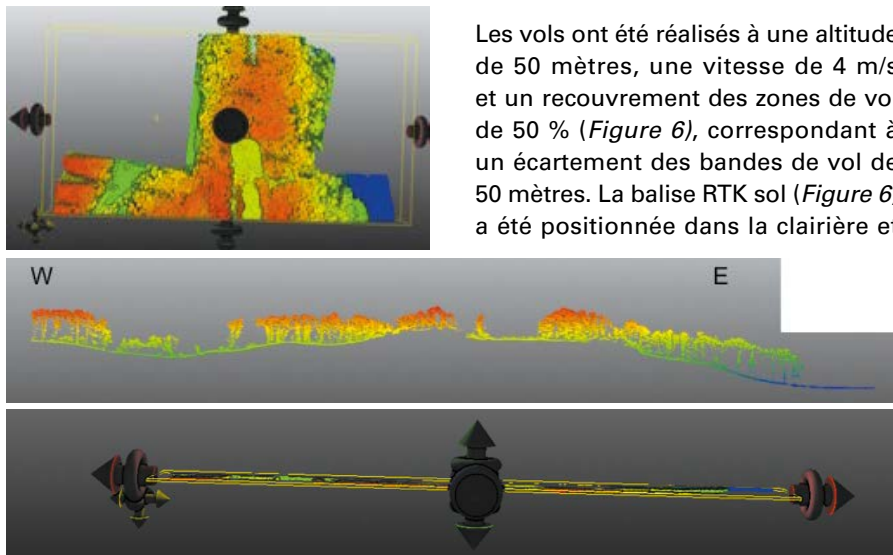 Les vols ont été réalisés à une altitude
de 50 mètres, une vitesse de 4 m/s
et un recouvrement des zones de vo
de 50 % (Figure 6), correspondant à
un écartement des bandes de vol de
50 mètres. La balise RTK sol (Figure 6
a été positionnée dans la clairière et
W E